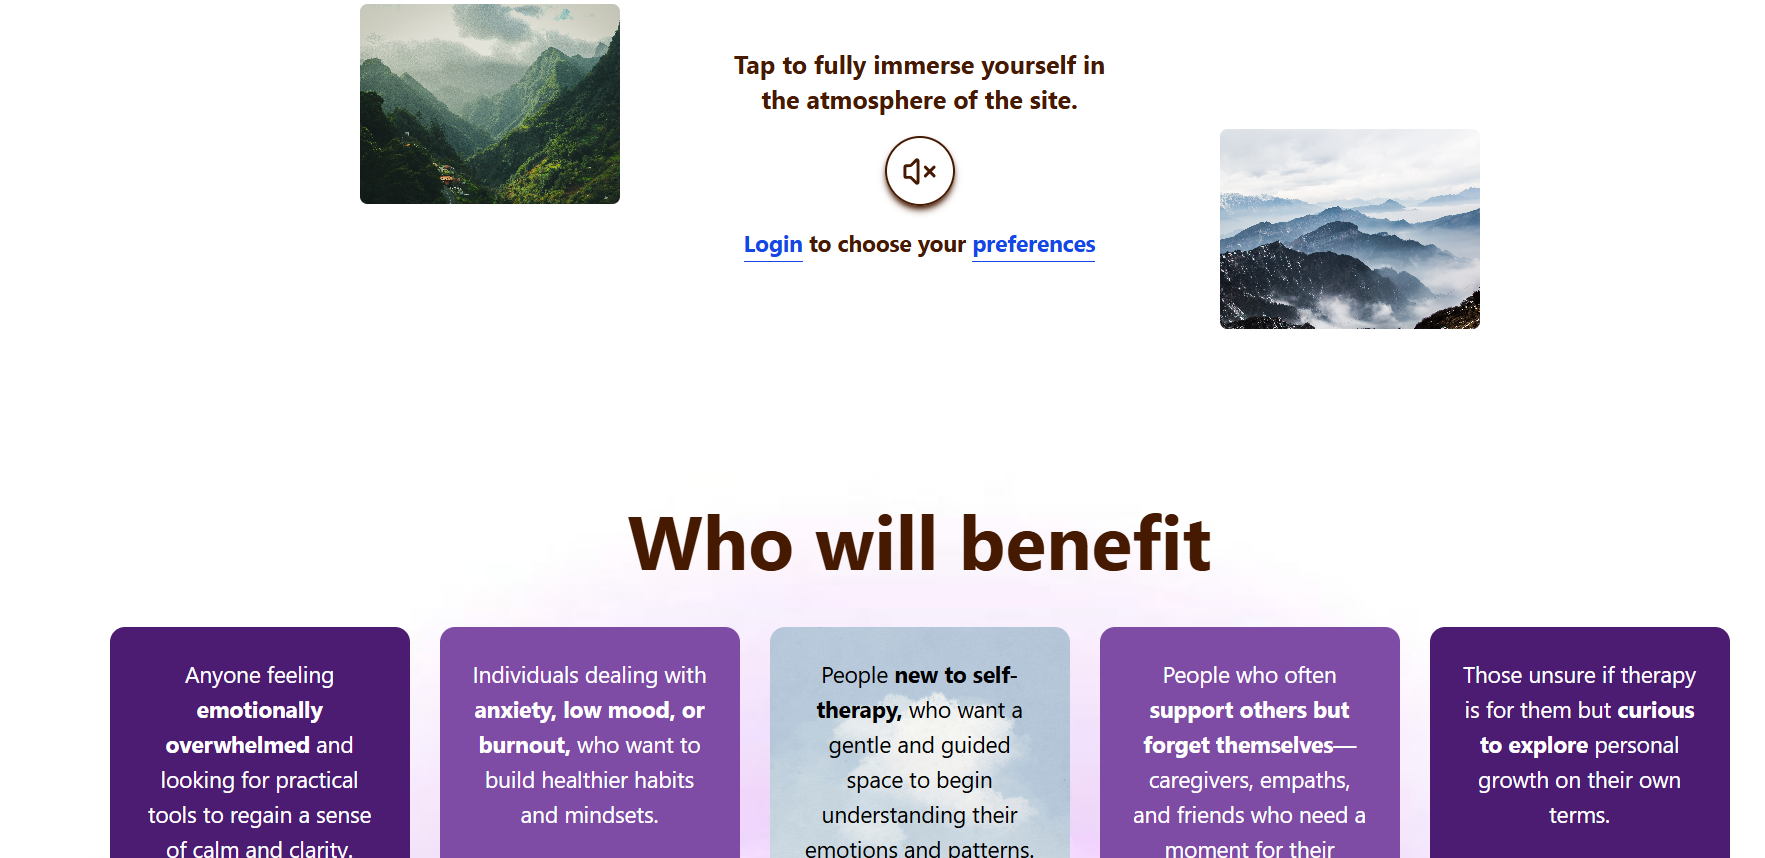 Tap to fully immerse yourself in
the atmosphere of the site.
Login to choose your preferences
Who will benefit
Anyone feeling
emotionally
overwhelmed and
looking for practical
tools to regain a sense
of calm and clarity.
Individuals dealing with
anxiety, low mood, or
burnout, who want to
build healthier habits
and mindsets.
People new to self-
therapy, who want a
gentle and guided
space to begin
understanding their
emotions and patterns.
People who often
support others but
forget themselves—
caregivers, empaths,
and friends who need a
moment for their
Those unsure if therapy
is for them but curious
to explore personal
growth on their own
terms.